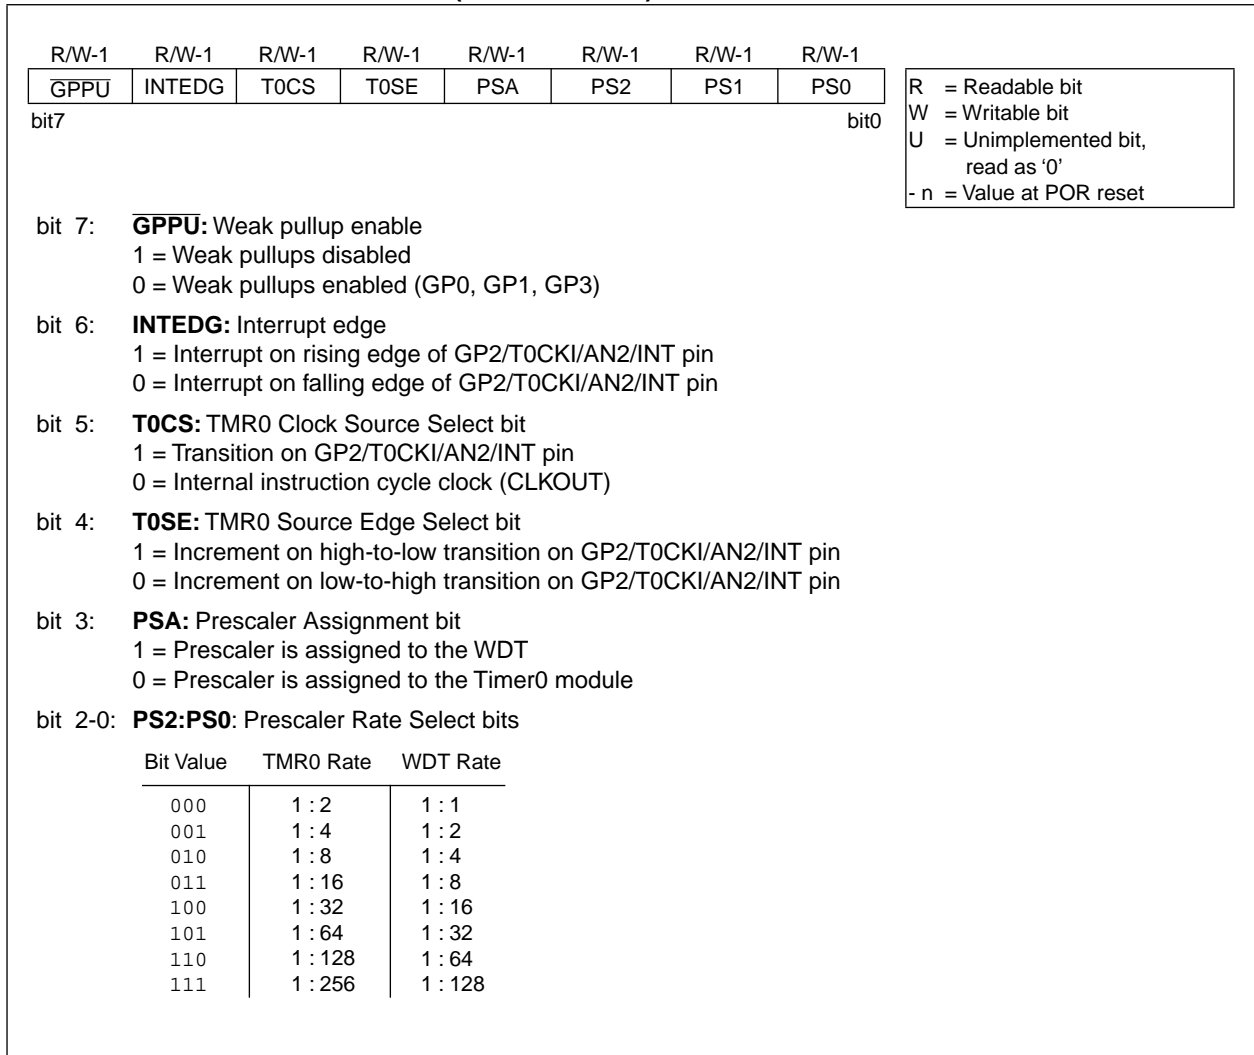 R/W-1 R/W-1 R/W-1 R/W-1 R/W-1 R/W-1 R/W-1 R/W-1
GPPU INTEDG T0CS T0SE PSA PS2 PS1 PS0
bit7 bit0
R = Readable bit
W = Writable bit
U = Unimplemented bit,
read as ‘0’
- n = Value at POR reset
bit 7: GPPU: Weak pullup enable
1 = Weak pullups disabled
0 = Weak pullups enabled (GP0, GP1, GP3)
bit 6: INTEDG: Interrupt edge
1 = Interrupt on rising edge of GP2/T0CKI/AN2/INT pin
0 = Interrupt on falling edge of GP2/T0CKI/AN2/INT pin
bit 5: T0CS: TMR0 Clock Source Select bit
1 = Transition on GP2/T0CKI/AN2/INT pin
0 = Internal instruction cycle clock (CLKOUT)
bit 4: T0SE: TMR0 Source Edge Select bit
1 = Increment on high-to-low transition on GP2/T0CKI/AN2/INT pin
0 = Increment on low-to-high transition on GP2/T0CKI/AN2/INT pin
bit 3: PSA: Prescaler Assignment bit
1 = Prescaler is assigned to the WDT
0 = Prescaler is assigned to the Timer0 module
bit 2-0: PS2:PS0: Prescaler Rate Select bits
Bit Value TMR0 Rate WDT Rate
000 1 : 2 1 : 1
001 1 : 4 1 : 2
010 1 : 8 1 : 4
011 1 : 16 1 : 8
100 1 : 32 1 : 16
101 1 : 64 1 : 32
110 1 : 128 1 : 64
111 1 : 256 1 : 128